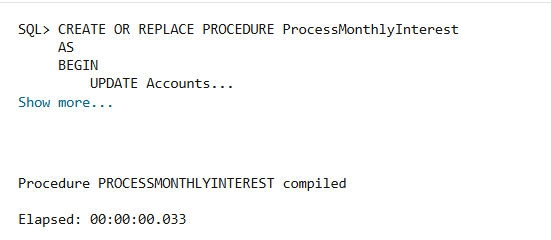 SQL> CREATE OR REPLACE PROCEDURE ProcessMonthlyInterest
AS
BEGIN
UPDATE Accounts...
Show more...
Procedure PROCESSMONTHLYINTEREST compiled
Elapsed: 00:00:00.033